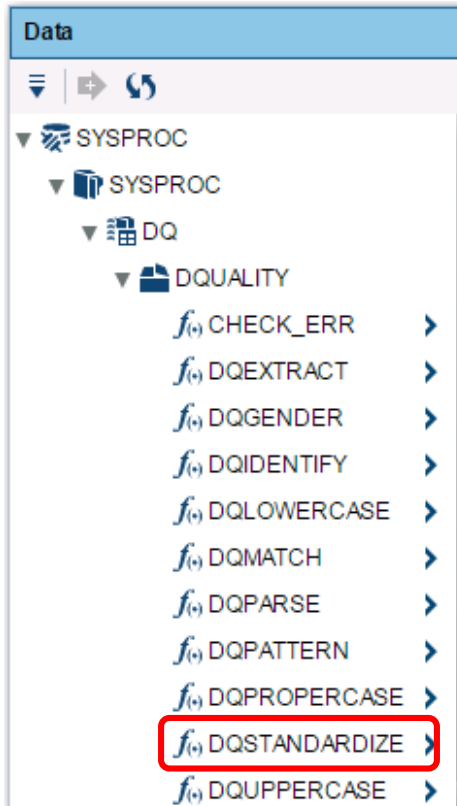 Data
SYSPROC
SYSPROC
DQ
DQUALITY
f(•) CHECK_ERR
f(•) DQEXTRACT
f(•) DQGENDER
f(•) DQIDENTIFY
f(•) DQLOWERCASE
f(•) DQMATCH
f(•) DQPARSE
f(•) DQPATTERN
f(•) DQPROPERCASE
f(•) DQSTANDARDIZE
f(•) DQUPPERCASE